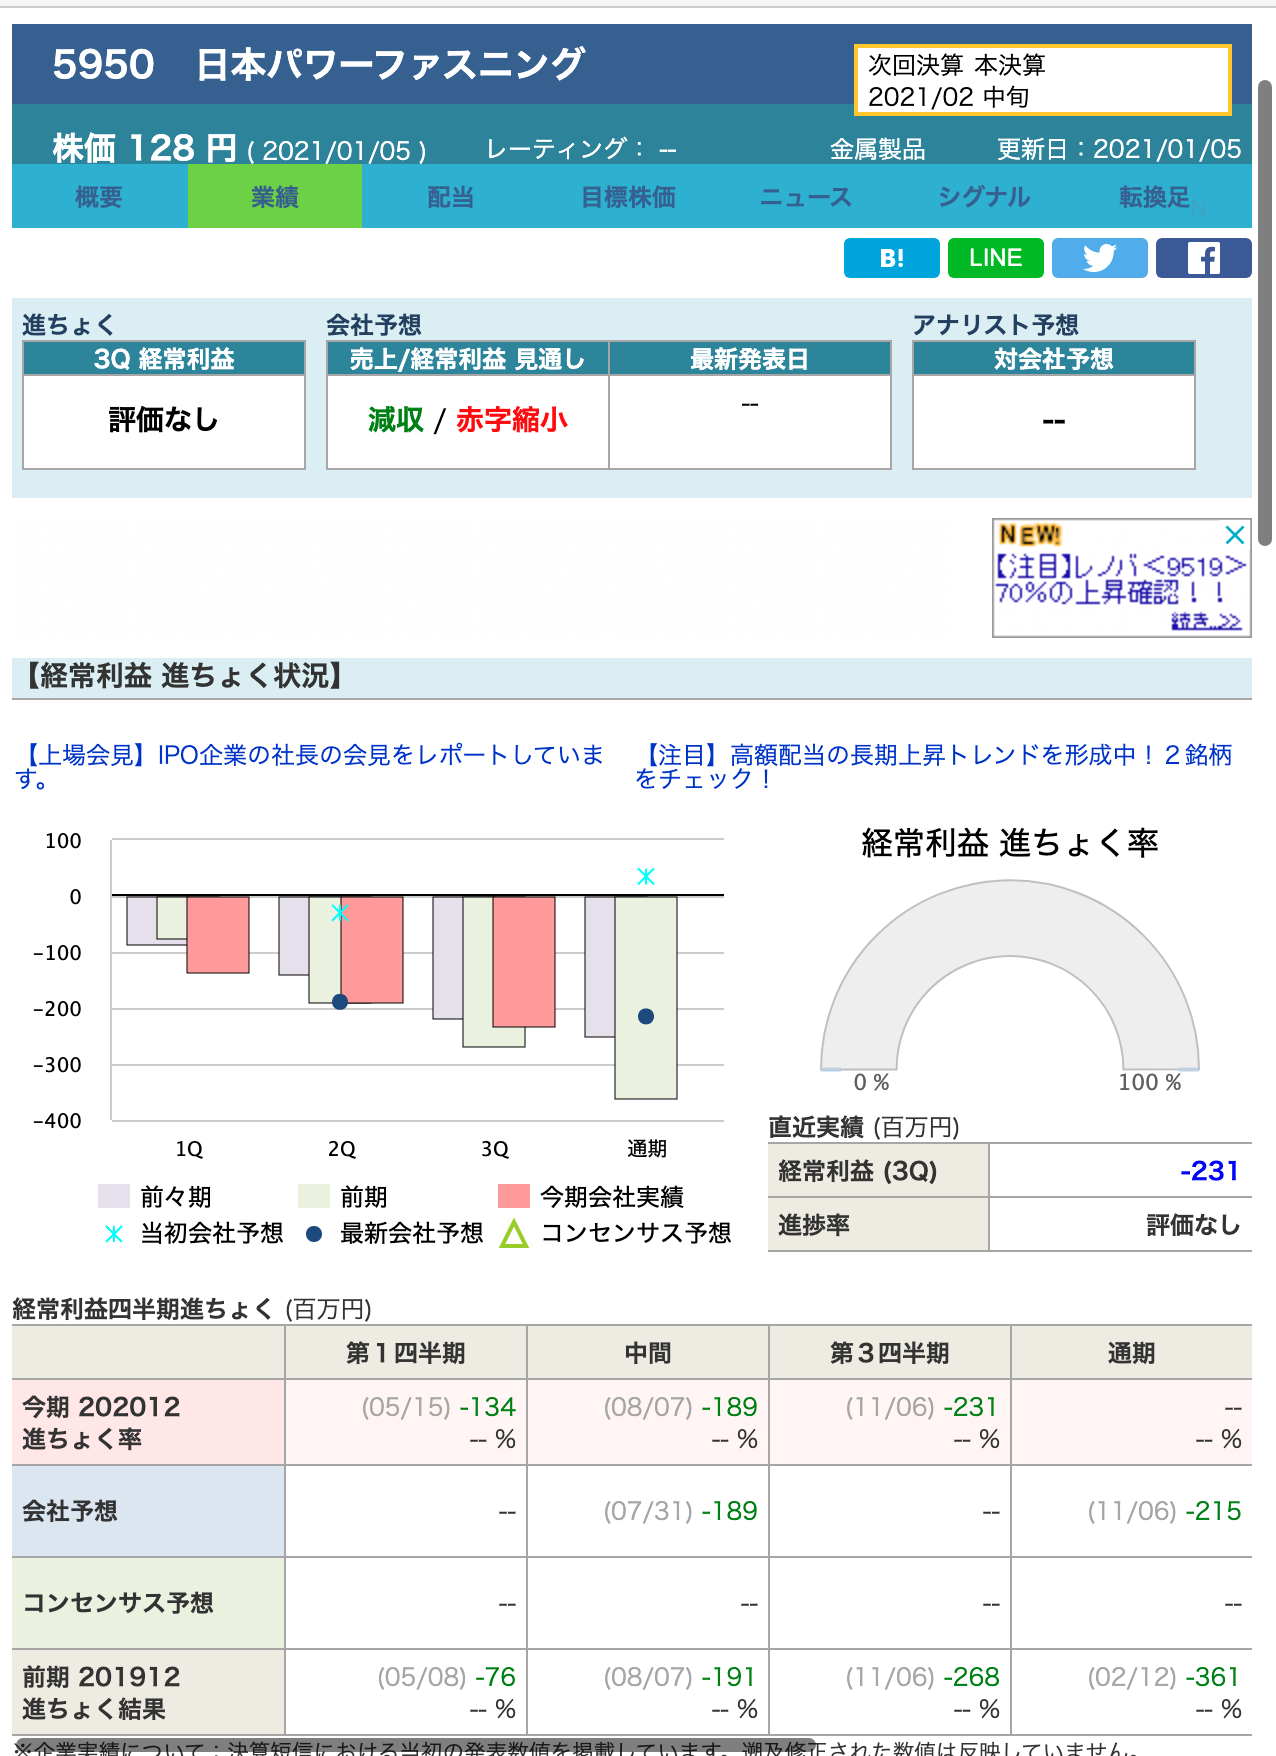 5950 日本パワーファスニング
次回決算 本決算
2021/02 中旬
株価 128 円 ( 2021/01/05 ) レーティング： -- 金属製品 更新日：2021/01/05
概要 業績 配当 目標株価 ニュース シグナル 転換足
B! LINE
進ちょく 会社予想 アナリスト予想
3Q 経常利益 売上/経常利益 見通し 最新発表日 対会社予想
評価なし 減収 / 赤字縮小 -- --
NEW!
【注目】レノバ<9519>
70%の上昇確認！！
続き..>>
【経常利益 進ちょく状況】
【上場会見】IPO企業の社長の会見をレポートしていま
す。
【注目】高額配当の長期上昇トレンドを形成中！２銘柄
をチェック！
100
0
-100
-200
-300
-400
1Q 2Q 3Q 通期
前々期 前期 今期会社実績
当初会社予想 最新会社予想 コンセンサス予想
経常利益 進ちょく率
0 % 100 %
直近実績 (百万円)
経常利益 (3Q) -231
進捗率 評価なし
経常利益四半期進ちょく (百万円)
第１四半期 中間 第３四半期 通期
今期 202012 (05/15) -134 (08/07) -189 (11/06) -231 --
進ちょく率 -- % -- % -- % -- %
会社予想 -- (07/31) -189 -- (11/06) -215
コンセンサス予想 -- -- -- --
前期 201912 (05/08) -76 (08/07) -191 (11/06) -268 (02/12) -361
進ちょく結果 -- % -- % -- % -- %
※企業実績について：決算短信における当初の発表数値を掲載しています。遡及修正された数値は反映していません。